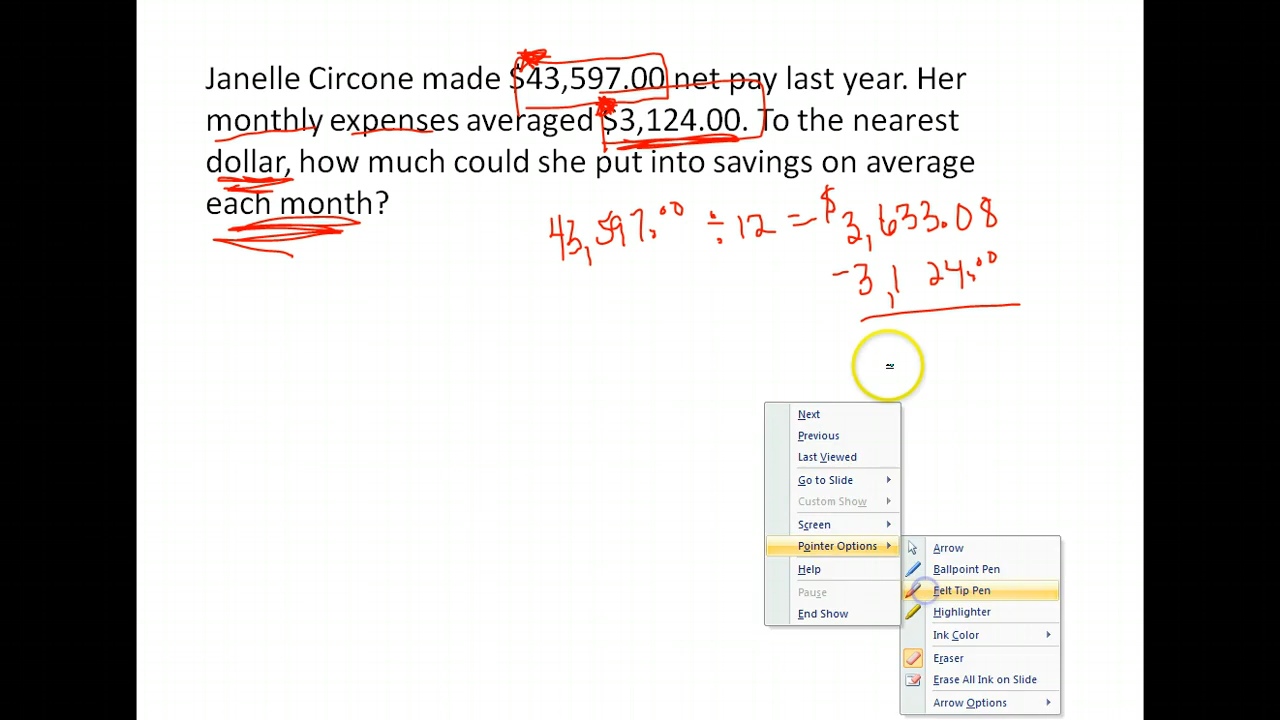 Janelle Circone made $43,597.00 net pay last year. Her
monthly expenses averaged $3,124.00. To the nearest
dollar, how much could she put into savings on average
each month?
43,597.00 ÷ 12 = $3,633.08
-3,124.00
Next
Previous
Last Viewed
Go to Slide
Custom Show
Screen
Pointer Options
Help
Pause
End Show
Arrow
Ballpoint Pen
Felt Tip Pen
Highlighter
Ink Color
Eraser
Erase All Ink on Slide
Arrow Options